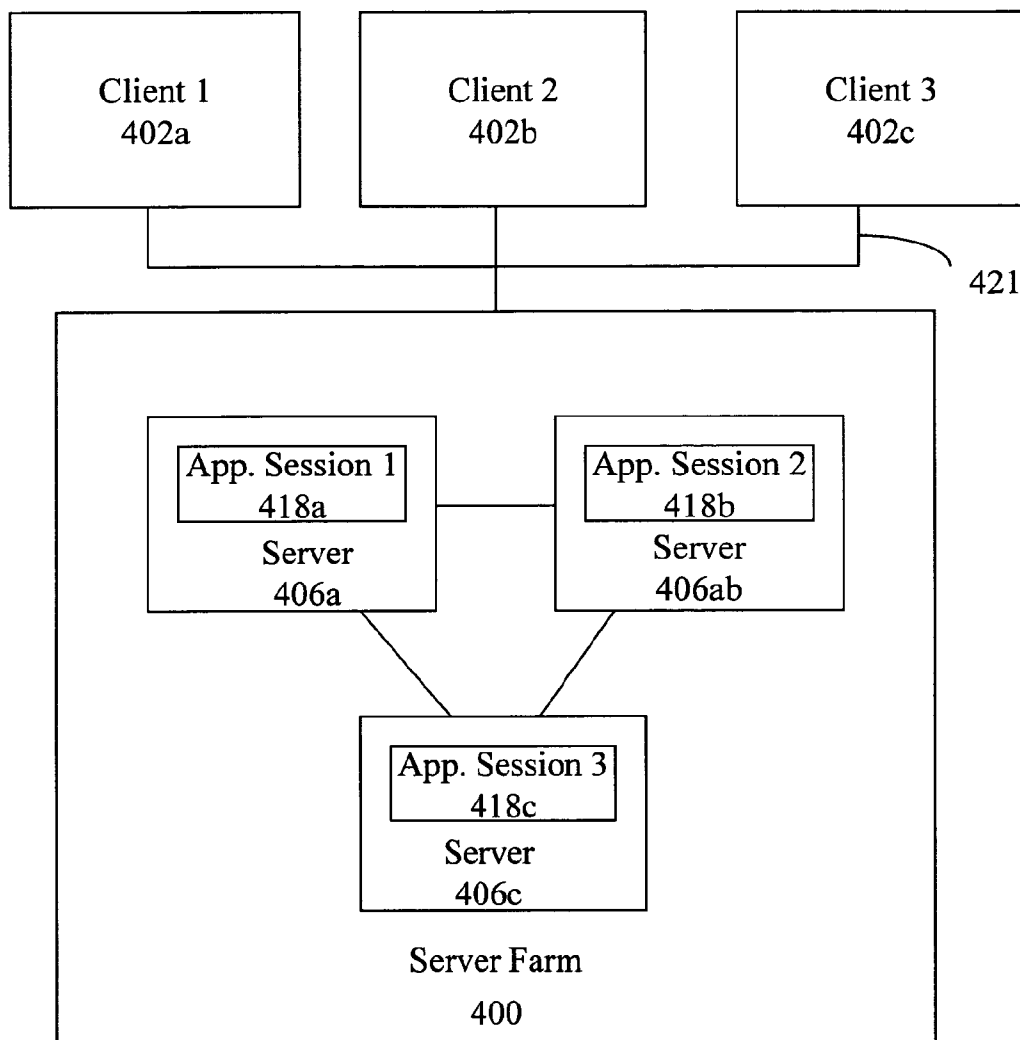 Client 1
402a
Client 2
402b
Client 3
402c
421
App. Session 1
418a
Server
406a
App. Session 2
418b
Server
406ab
App. Session 3
418c
Server
406c
Server Farm
400